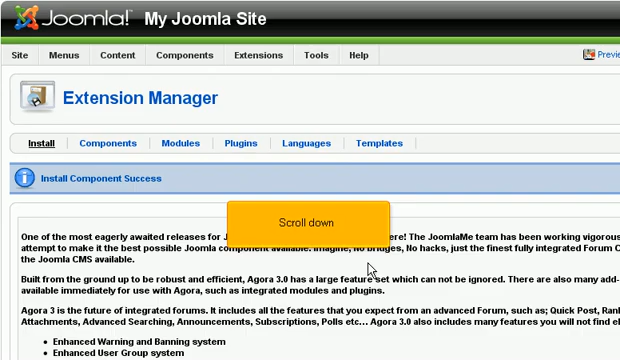 Joomla! My Joomla Site
Site Menus Content Components Extensions Tools Help Previe
Extension Manager
Install Components Modules Plugins Languages Templates
Install Component Success
Scroll down
One of the most eagerly awaited releases for J ere! The JoomlaMe team has been working vigorous
attempt to make it the best possible Joomla component available. Imagine, No bridges, No hacks, just the finest fully integrated Forum C
the Joomla CMS available.
Built from the ground up to be robust and efficient, Agora 3.0 has a large feature set which can not be ignored. There are also many add-
available immediately for use with Agora, such as integrated modules and plugins.
Agora 3 is the future of integrated forums. It includes all the features that you expect from an advanced Forum, such as; Quick Post, Ran
Attachments, Advanced Searching, Announcements, Subscriptions, Polls etc... Agora 3.0 also includes many features you will not find el
• Enhanced Warning and Banning system
• Enhanced User Group system